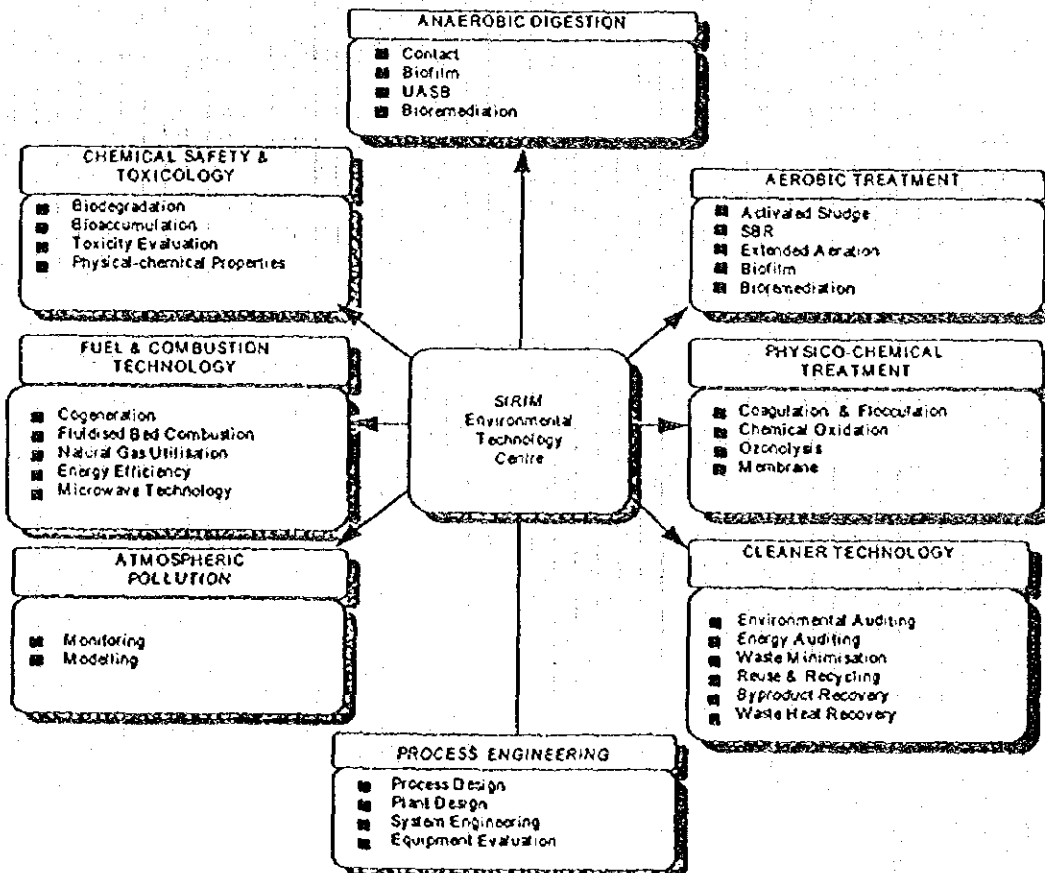 ANAEROBIC DIGESTION
Contact
Biofilm
UASB
Bioremediation
CHEMICAL SAFETY &
TOXICOLOGY
Biodegradation
Bioaccumulation
Toxicity Evaluation
Physical-chemical Properties
AEROBIC TREATMENT
Activated Sludge
SBR
Extended Aeration
Biofilm
Bioremediation
FUEL & COMBUSTION
TECHNOLOGY
Cogeneration
Fluidised Bed Combustion
Natural Gas Utilisation
Energy Efficiency
Microwave Technology
SIRIM
Environmental
Technology
Centre
PHYSICO-CHEMICAL
TREATMENT
Coagulation & Flocculation
Chemical Oxidation
Ozonolysis
Membrane
ATMOSPHERIC
POLLUTION
Monitoring
Modelling
CLEANER TECHNOLOGY
Environmental Auditing
Energy Auditing
Waste Minimisation
Reuse & Recycling
Byproduct Recovery
Waste Heat Recovery
PROCESS ENGINEERING
Process Design
Plant Design
System Engineering
Equipment Evaluation